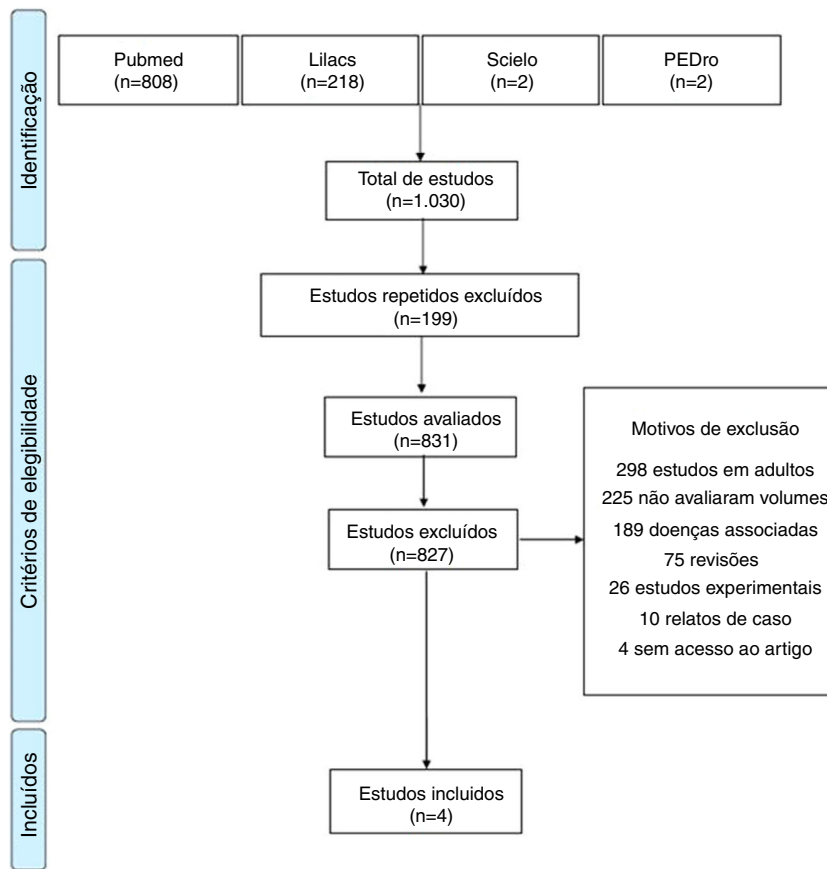 Identificação
Pubmed
(n=808)
Lilacs
(n=218)
Scielo
(n=2)
PEDro
(n=2)
Total de estudos
(n=1.030)
Critérios de elegibilidade
Estudos repetidos excluídos
(n=199)
Estudos avaliados
(n=831)
Estudos excluídos
(n=827)
Motivos de exclusão
298 estudos em adultos
225 não avaliaram volumes
189 doenças associadas
75 revisões
26 estudos experimentais
10 relatos de caso
4 sem acesso ao artigo
Incluídos
Estudos incluidos
(n=4)